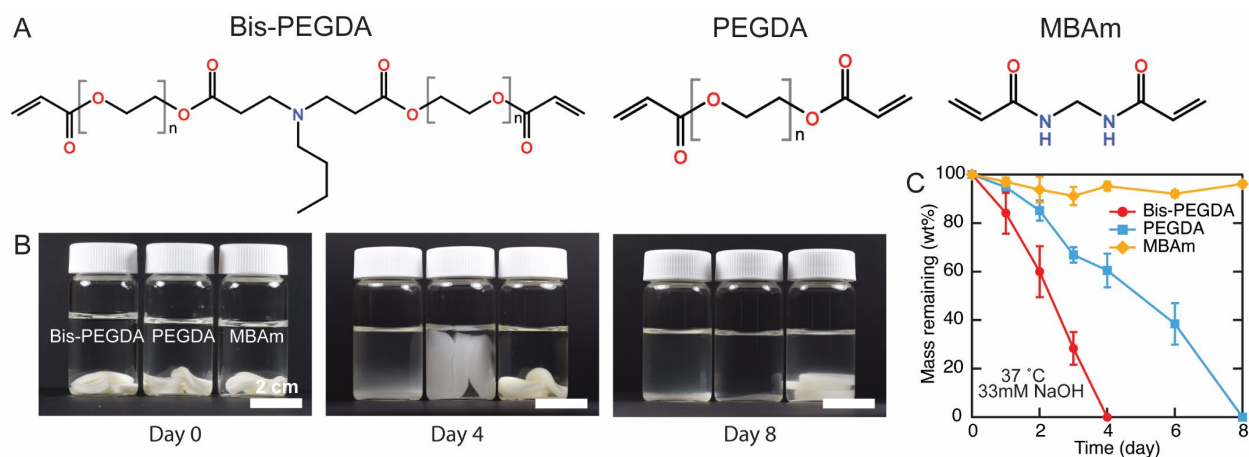 A
Bis-PEGDA
PEGDA
MBAm
O
O
O
O
N
O
O
O
O
n
n
O
O
O
O
n
O
O
N
H
N
H
B
Bis-PEGDA
PEGDA
MBAm
2 cm
Day 0
Day 4
Day 8
C
Mass remaining (wt%)
100
80
60
40
20
0
Bis-PEGDA
PEGDA
MBAm
37 ˚C
33mM NaOH
0
2
4
6
8
Time (day)